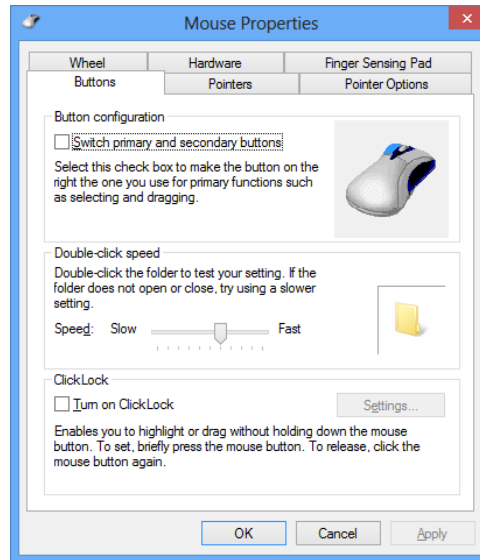 Mouse Properties
Wheel
Hardware
Finger Sensing Pad
Buttons
Pointers
Pointer Options
Button configuration
Switch primary and secondary buttons
Select this check box to make the button on the
right the one you use for primary functions such
as selecting and dragging.
Double-click speed
Double-click the folder to test your setting. If the
folder does not open or close, try using a slower
setting.
Speed: Slow Fast
ClickLock
Turn on ClickLock
Settings...
Enables you to highlight or drag without holding down the mouse
button. To set, briefly press the mouse button. To release, click the
mouse button again.
OK
Cancel
Apply